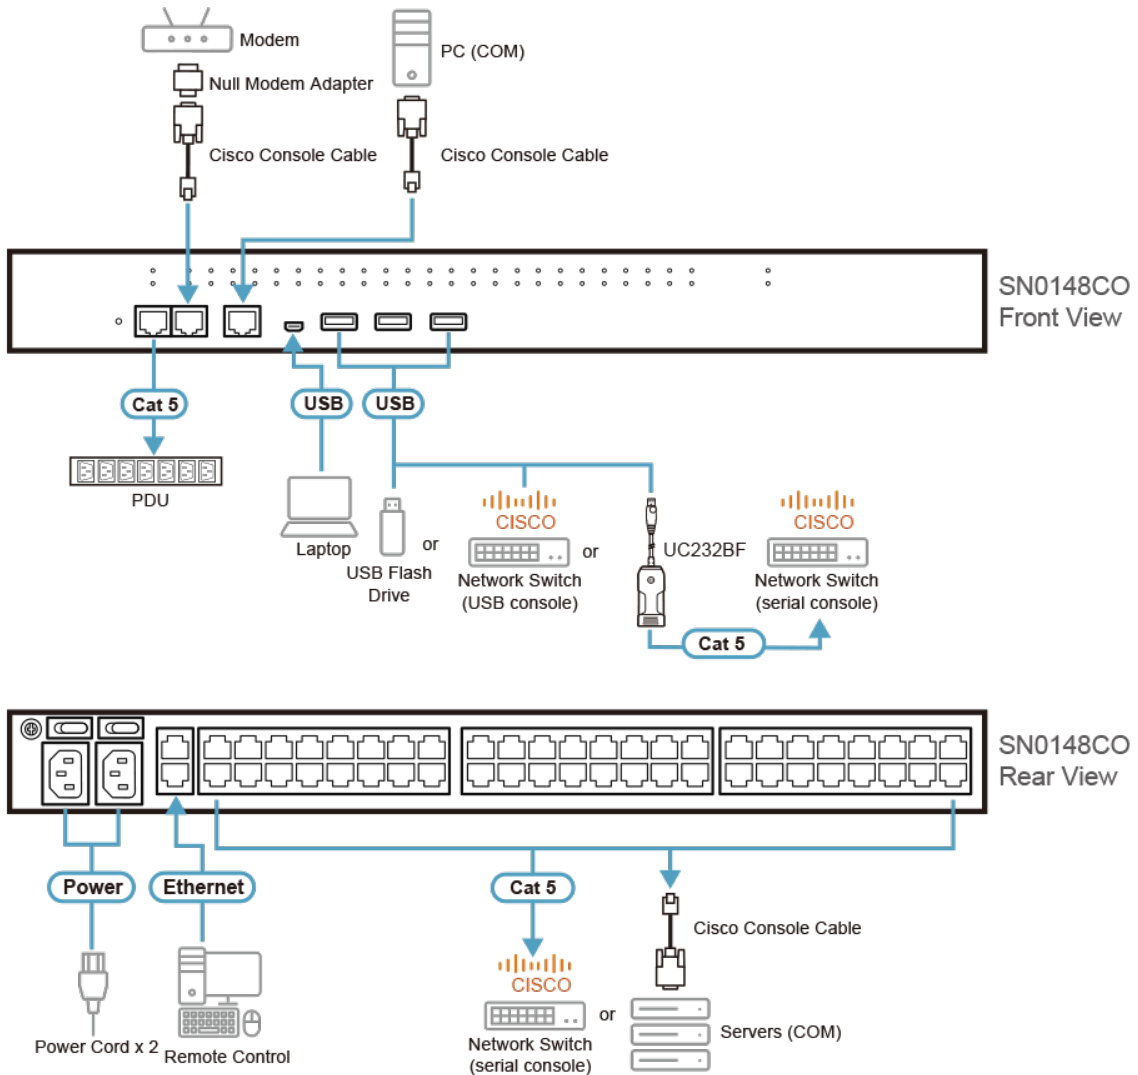 Modem
PC (COM)
Null Modem Adapter
Cisco Console Cable
Cisco Console Cable
SN0148CO
Front View
Cat 5
USB
USB
PDU
Laptop
USB Flash
Drive
or
CISCO
Network Switch
(USB console)
or
UC232BF
CISCO
Network Switch
(serial console)
Cat 5
SN0148CO
Rear View
Power
Ethernet
Cat 5
Cisco Console Cable
Power Cord x 2
Remote Control
CISCO
Network Switch
(serial console)
or
Servers (COM)